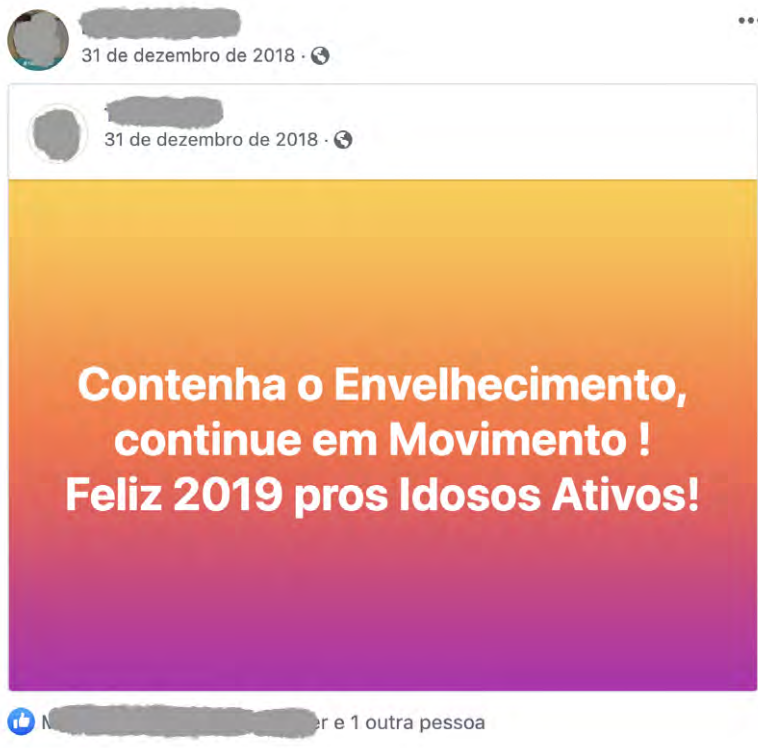 31 de dezembro de 2018 ·
31 de dezembro de 2018 ·
Contenha o Envelhecimento,
continue em Movimento !
Feliz 2019 pros Idosos Ativos!
er e 1 outra pessoa